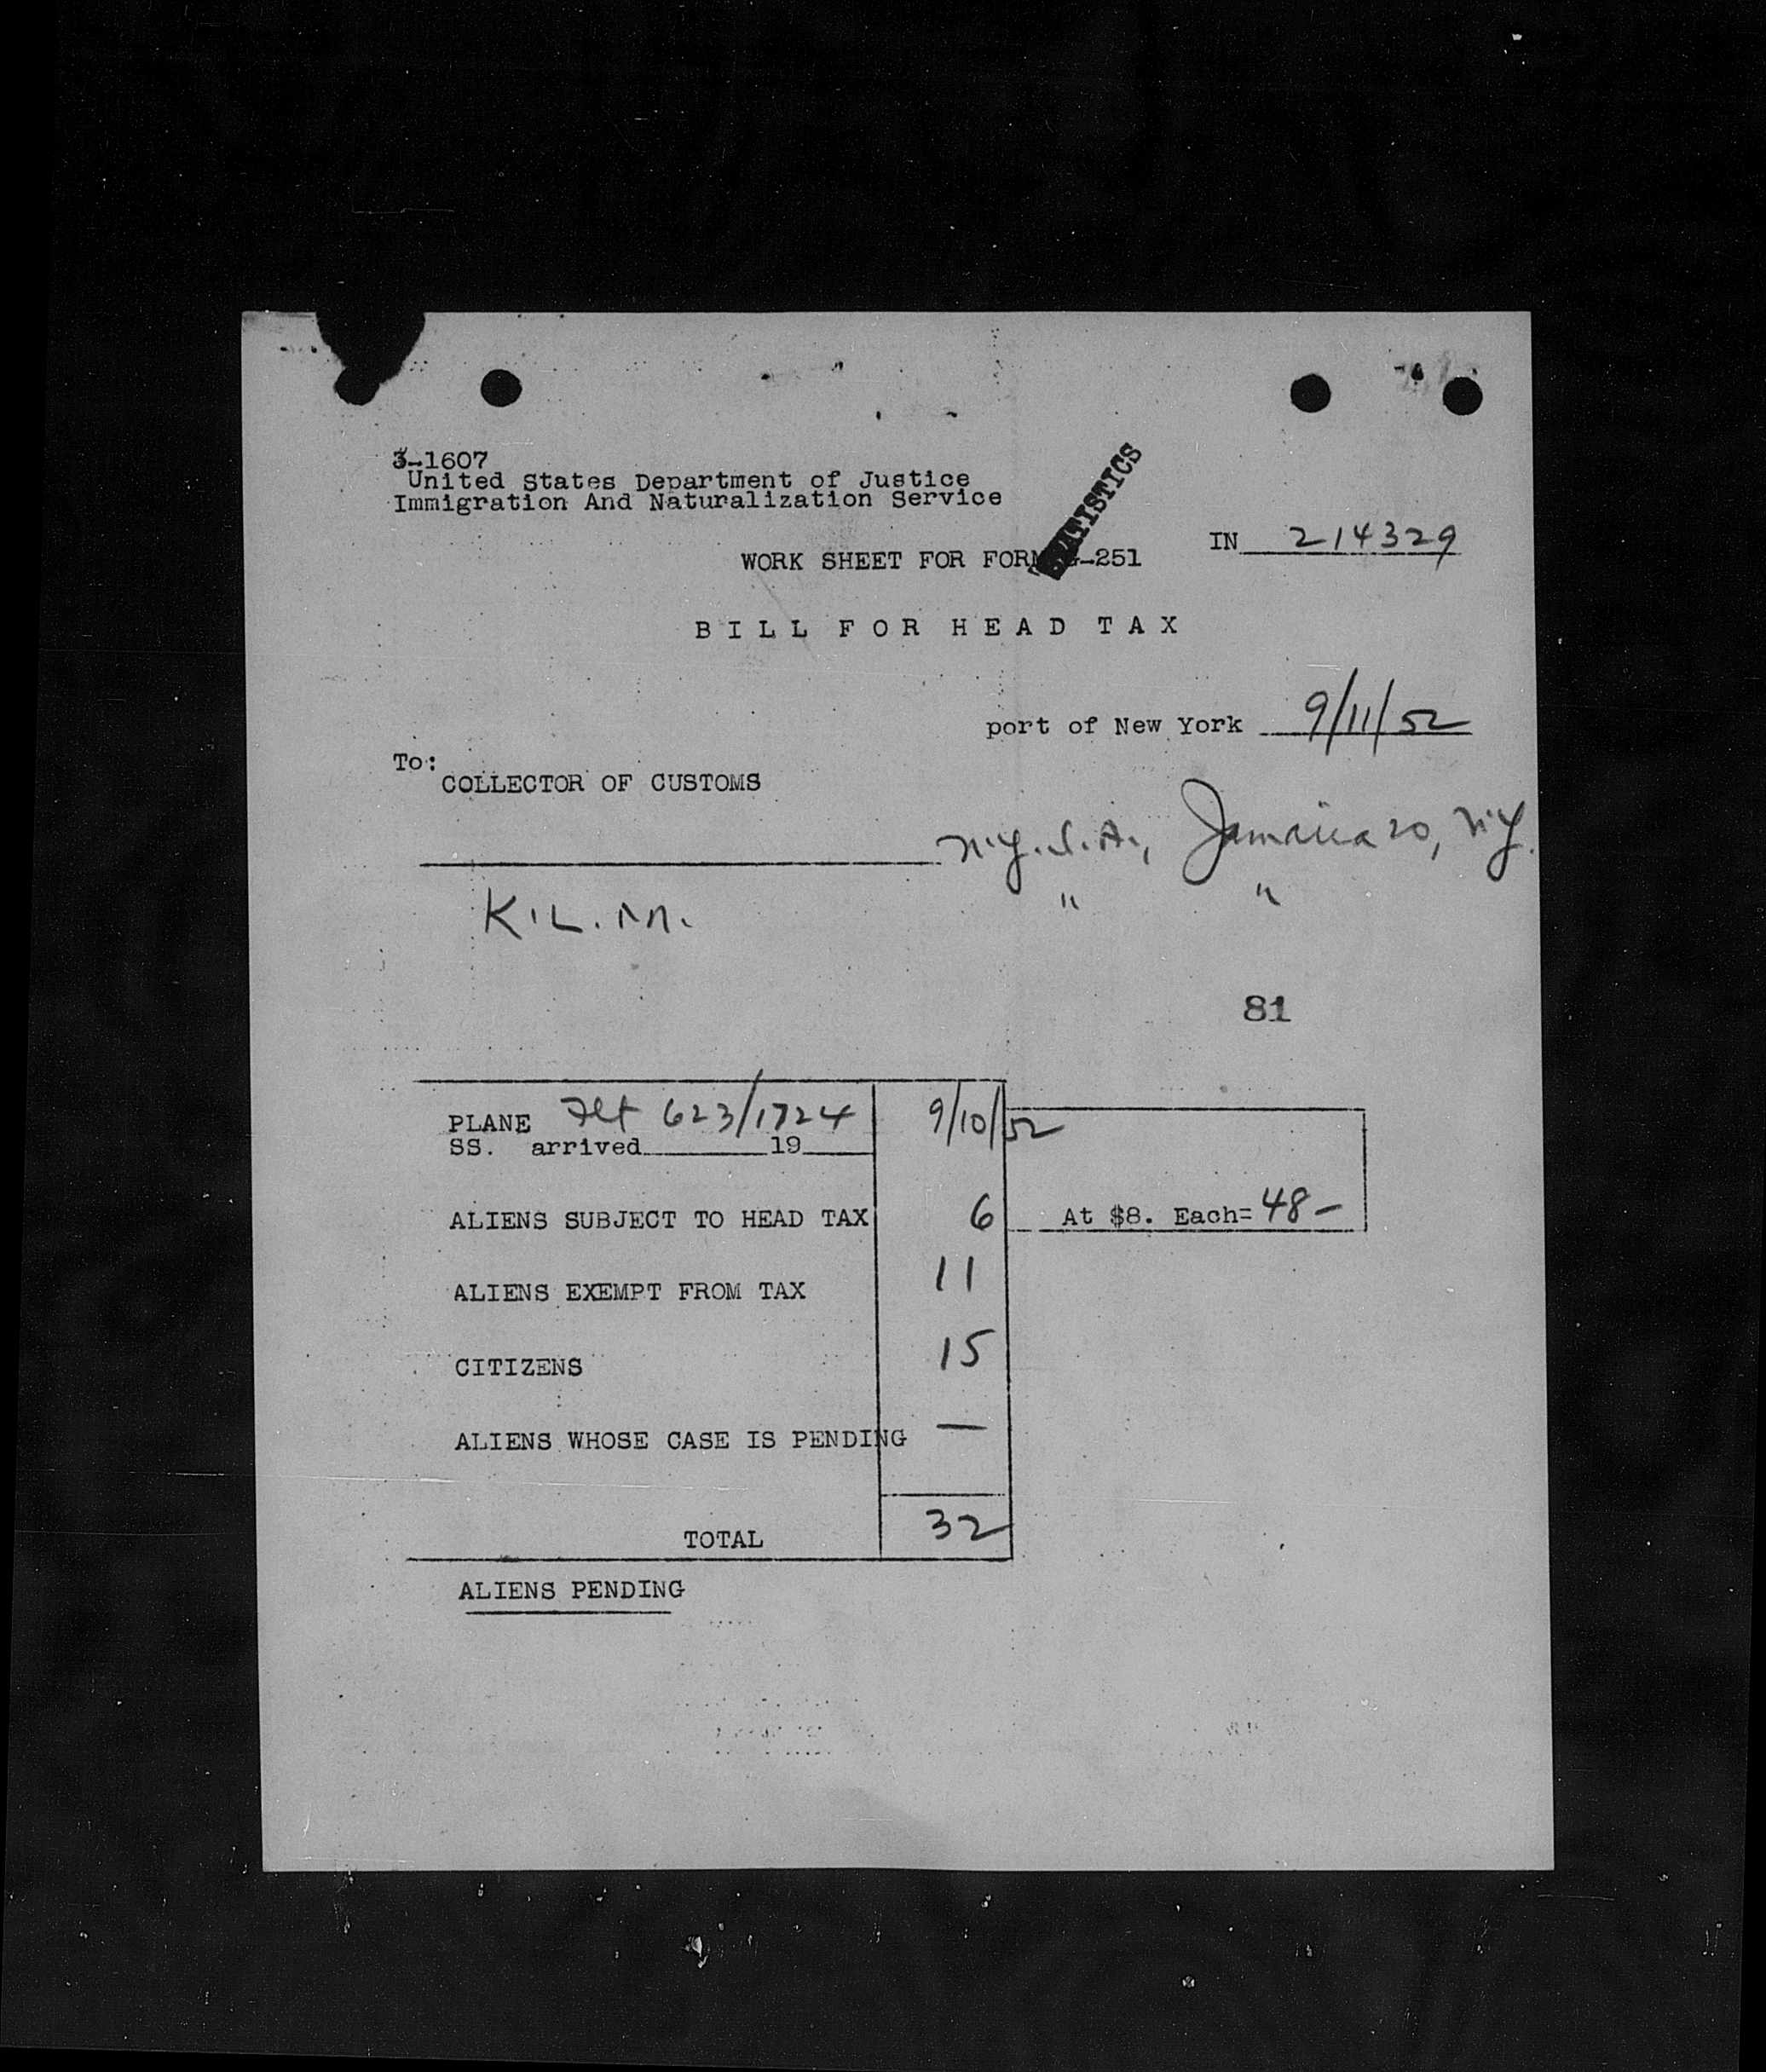 3-1607
United States Department of Justice
Immigration And Naturalization Service
STATISTICS
IN 214329
WORK SHEET FOR FORM G-251
BILL FOR HEAD TAX
port of New York 9/11/52
To:
COLLECTOR OF CUSTOMS
N.Y.I.A., Jamaica 20, N.Y.
K.L.M. " "
81
PLANE Flt 623/1724 9/10/52
SS. arrived 19
ALIENS SUBJECT TO HEAD TAX 6 At $8. Each= 48-
ALIENS EXEMPT FROM TAX 11
CITIZENS 15
ALIENS WHOSE CASE IS PENDING —
TOTAL 32
ALIENS PENDING